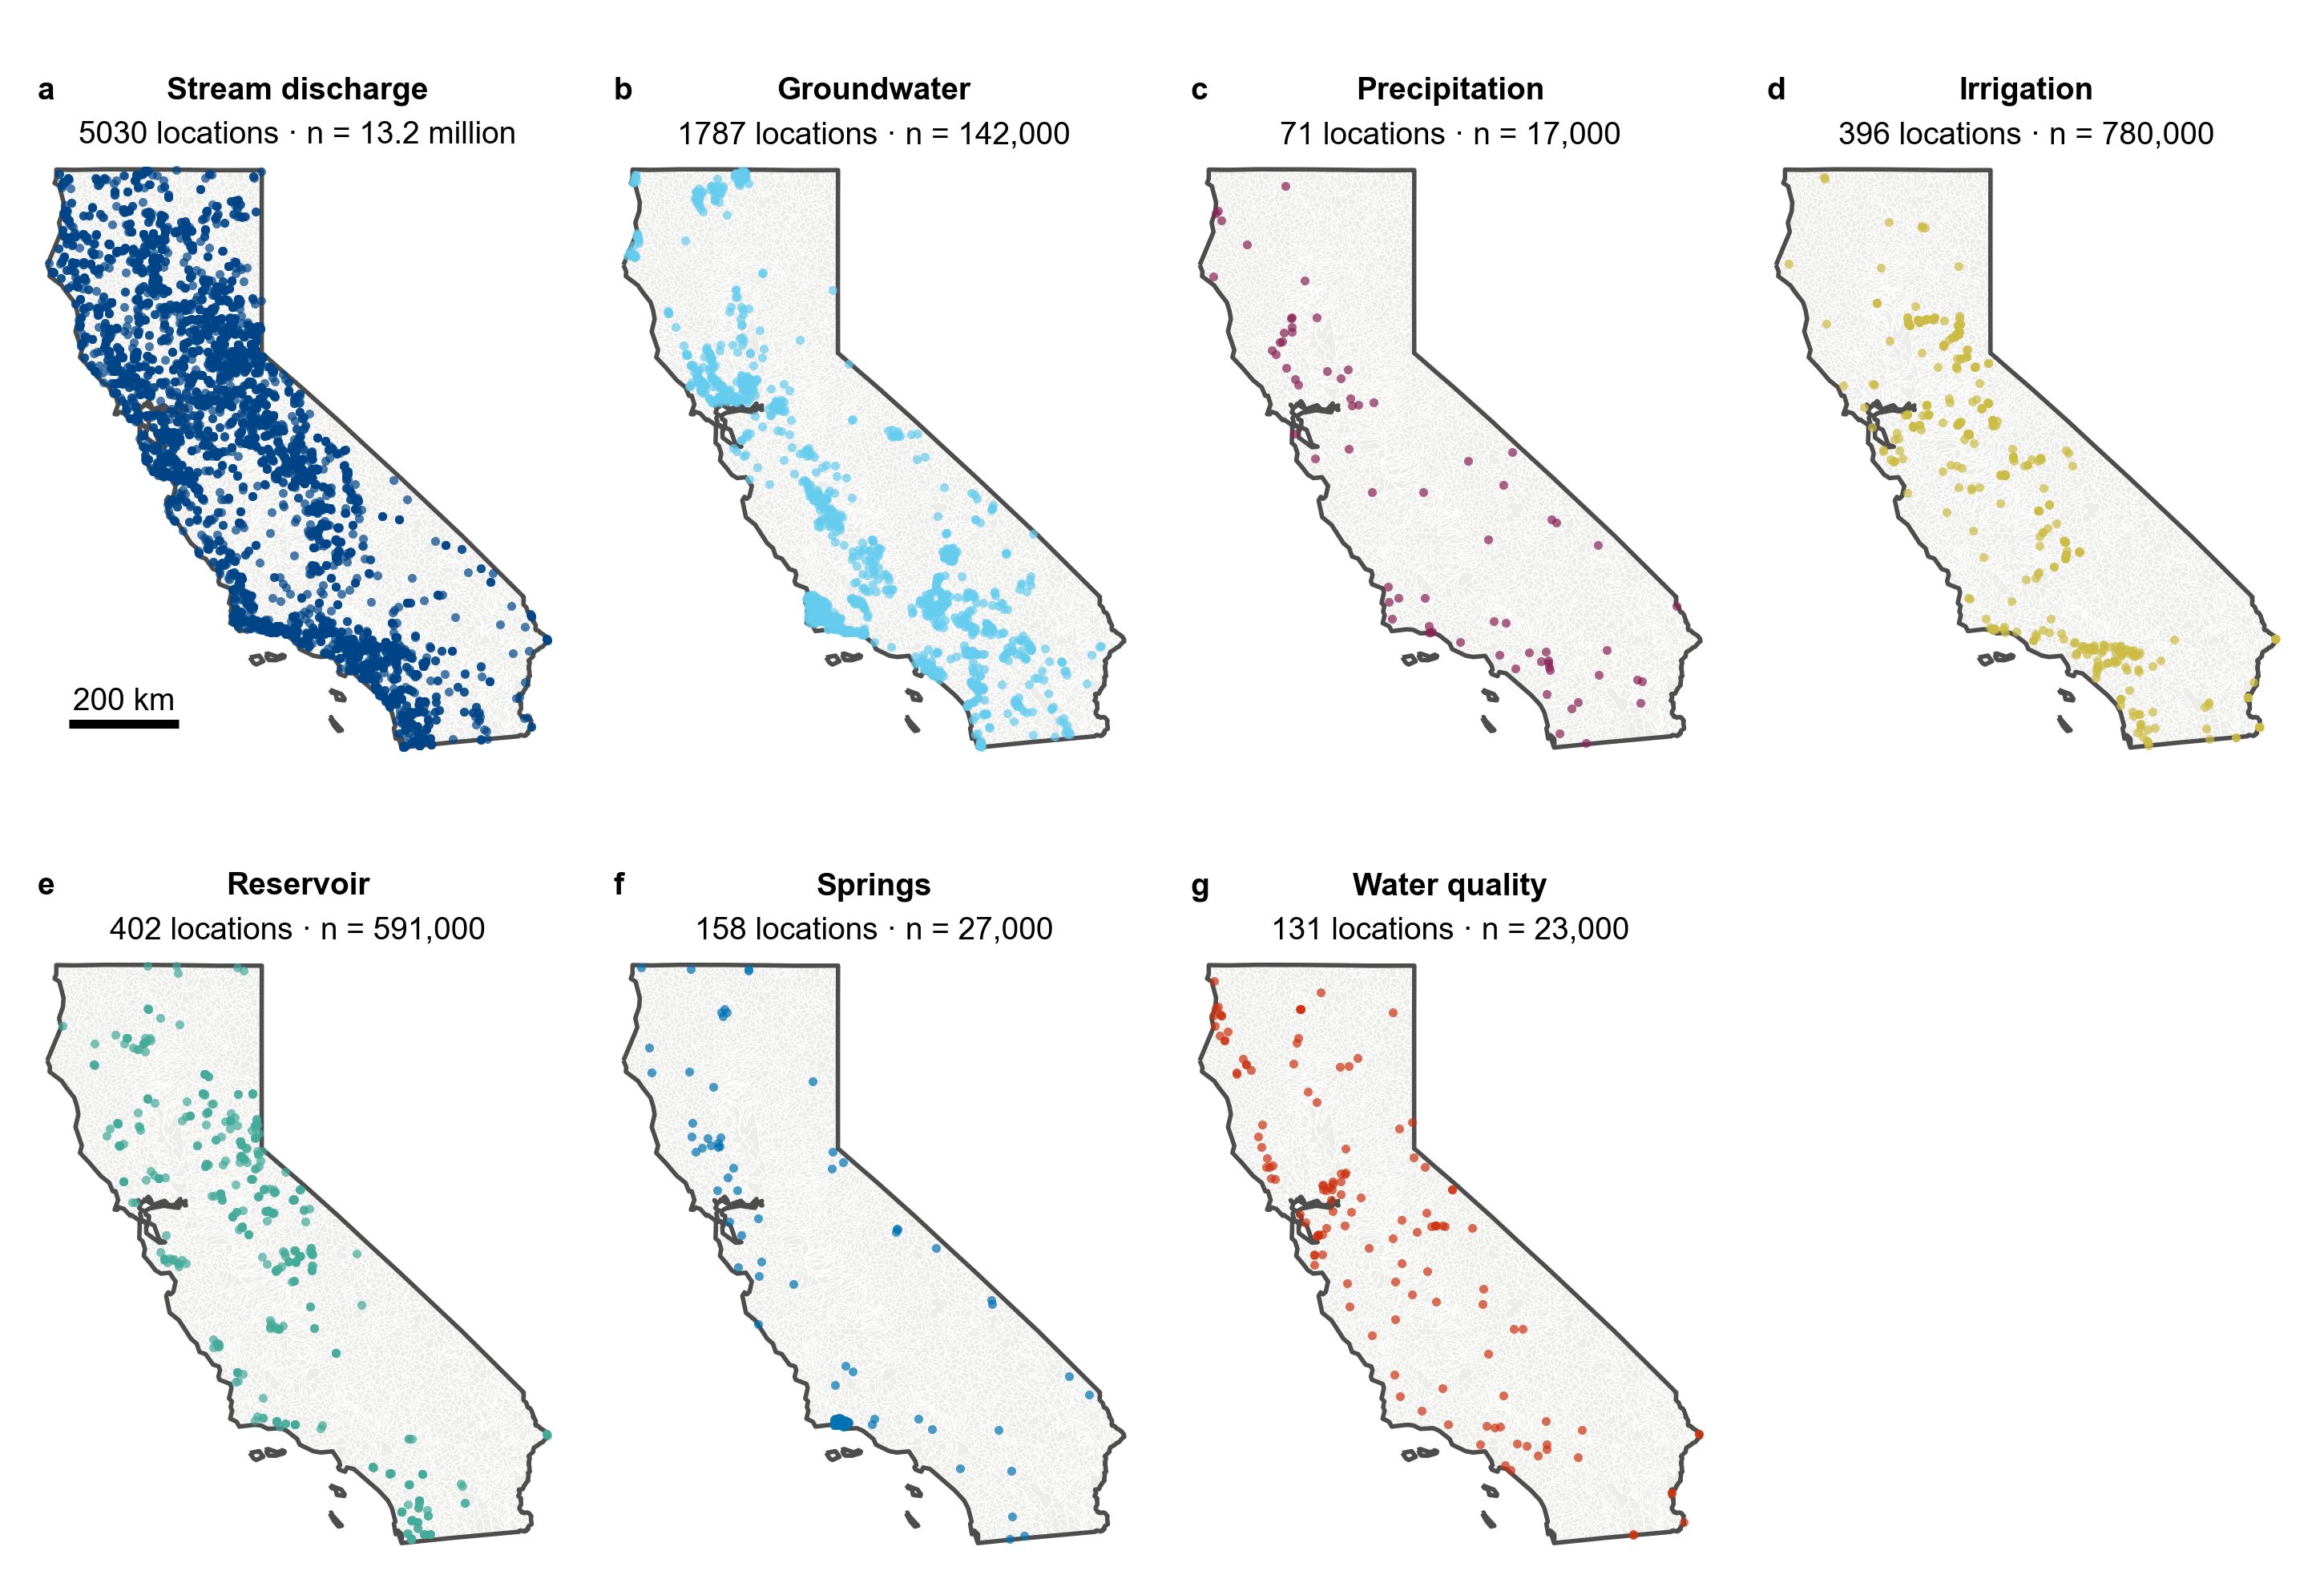 a Stream discharge
5030 locations · n = 13.2 million
b Groundwater
1787 locations · n = 142,000
c Precipitation
71 locations · n = 17,000
d Irrigation
396 locations · n = 780,000
200 km
e Reservoir
402 locations · n = 591,000
f Springs
158 locations · n = 27,000
g Water quality
131 locations · n = 23,000